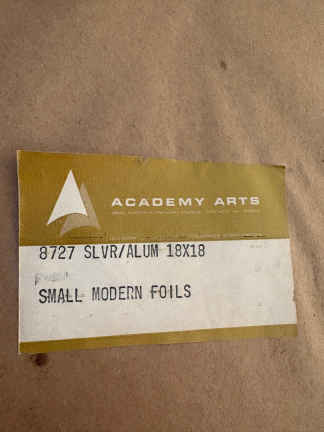 ACADEMY ARTS
8727 SLVR/ALUM 18X18
SMALL MODERN FOILS